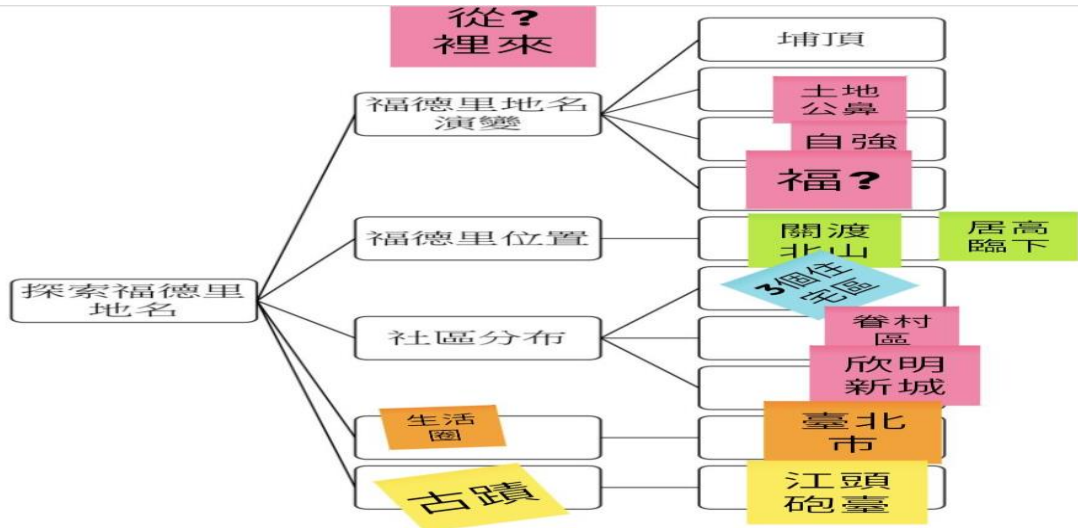 從?
裡來
埔頂
福德里地名
演變
土地
公鼻
自強
福?
福德里位置
關渡
北山
居高
臨下
探索福德里
地名
社區分布
3個住
宅區
眷村
區
欣明
新城
生活
圈
臺北
市
古蹟
江頭
砲臺